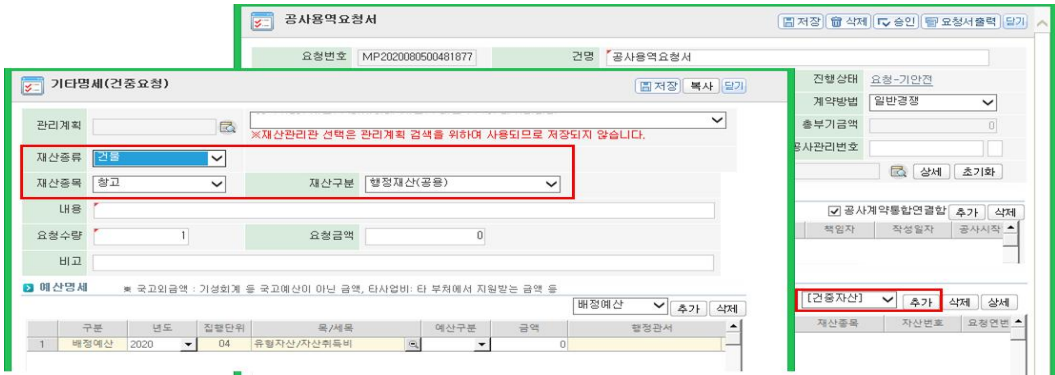 공사용역요청서
저장 삭제 승인 요청서출력 닫기
요청번호 MP2020080500481877 건명 공사용역요청서
진행상태 요청-기안전
계약방법 일반경쟁
총부기금액 0
공사관리번호
상세 초기화
공사계약통합연결합 추가 삭제
책임자 작성일자 공사시작
[건중자산] 추가 삭제 상세
재산종목 자산번호 요청연번
기타명세(건중요청)
저장 복사 닫기
관리계획
※재산관리관 선택은 관리계획 검색을 위하여 사용되므로 저장되지 않습니다.
재산종류 건물
재산종목 창고 재산구분 행정재산(공용)
내용
요청수량 1 요청금액 0
비고
예산명세 ※ 국고외금액 : 기성회계 등 국고예산이 아닌 금액, 타사업비: 타 부처에서 지원받는 금액 등
배정예산 추가 삭제
구분 년도 집행단위 목/세목 예산구분 금액 행정관서
1 배정예산 2020 04 유형자산/자산취득비 0